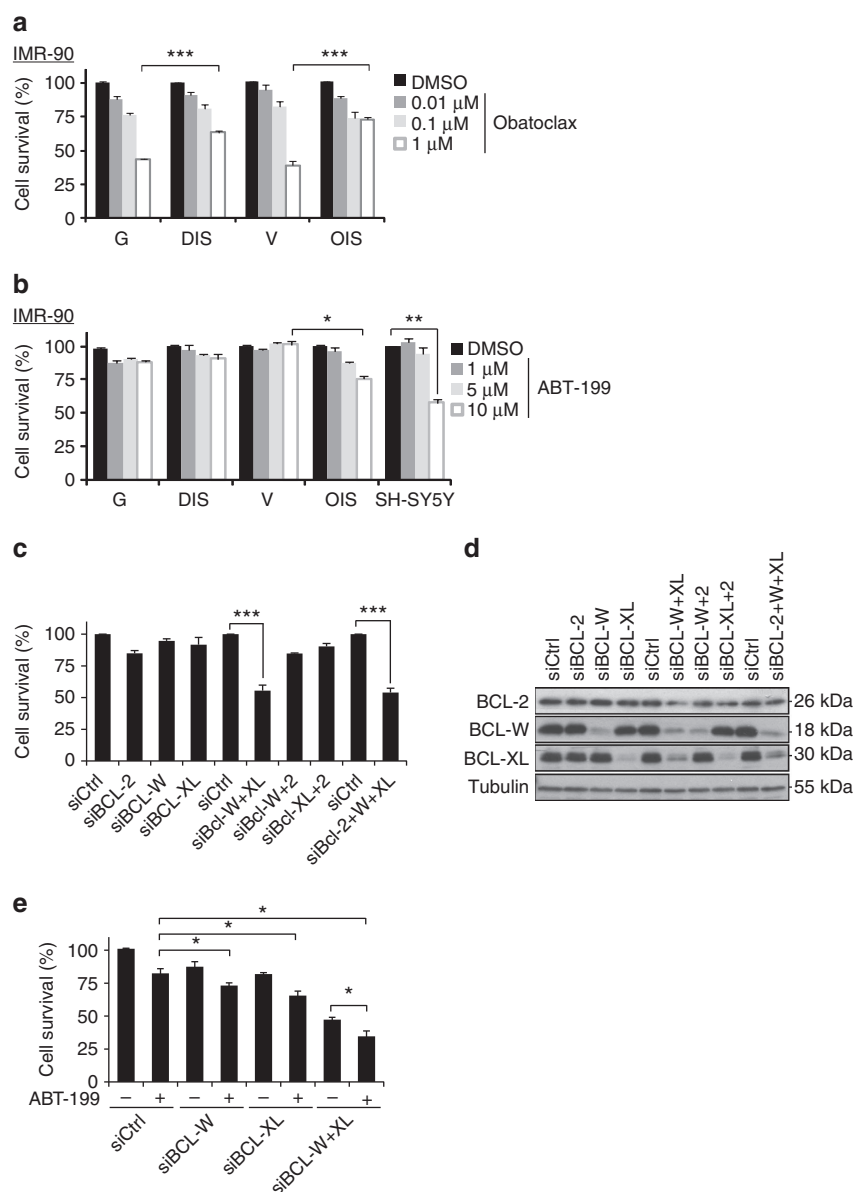 a
IMR-90
*** ***
Cell survival (%)
100
75
50
25
0
G DIS V OIS
DMSO
0.01 μM
0.1 μM
1 μM
Obatoclax
b
IMR-90
* **
Cell survival (%)
100
75
50
25
0
G DIS V OIS SH-SY5Y
DMSO
1 μM
5 μM
10 μM
ABT-199
c
*** ***
Cell survival (%)
100
75
50
25
0
siCtrl
siBCL-2
siBCL-W
siBCL-XL
siCtrl
siBcl-W+XL
siBcl-W+2
siBcl-XL+2
siCtrl
siBcl-2+W+XL
d
siCtrl
siBCL-2
siBCL-W
siBCL-XL
siCtrl
siBCL-W+XL
siBCL-W+2
siBCL-XL+2
siCtrl
siBCL-2+W+XL
BCL-2 26 kDa
BCL-W 18 kDa
BCL-XL 30 kDa
Tubulin 55 kDa
e
*
*
*
*
Cell survival (%)
100
75
50
25
0
ABT-199 – + – + – + – +
siCtrl
siBCL-W
siBCL-XL
siBCL-W+XL